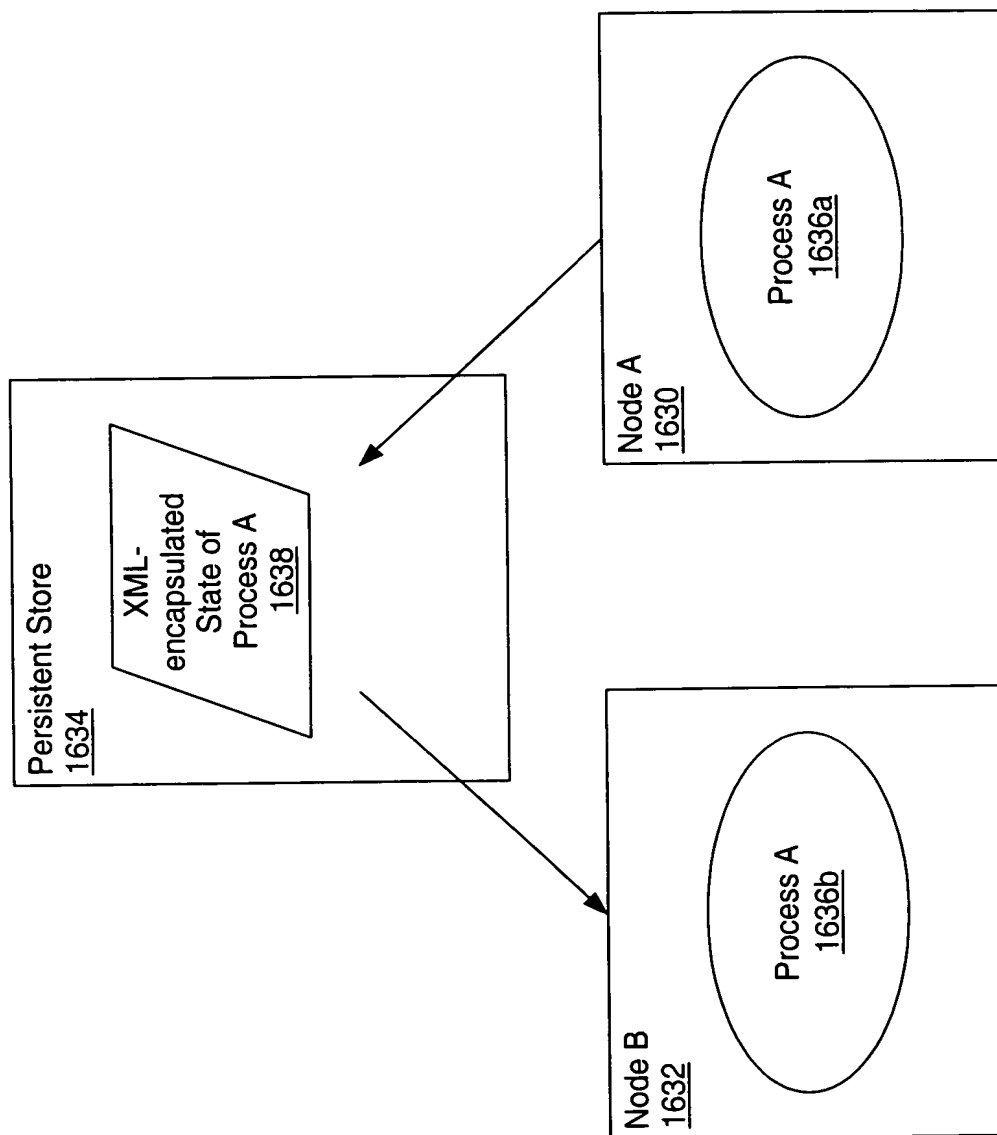 Persistent Store
1634
XML-
encapsulated
State of
Process A
1638
Node A
1630
Process A
1636a
Node B
1632
Process A
1636b